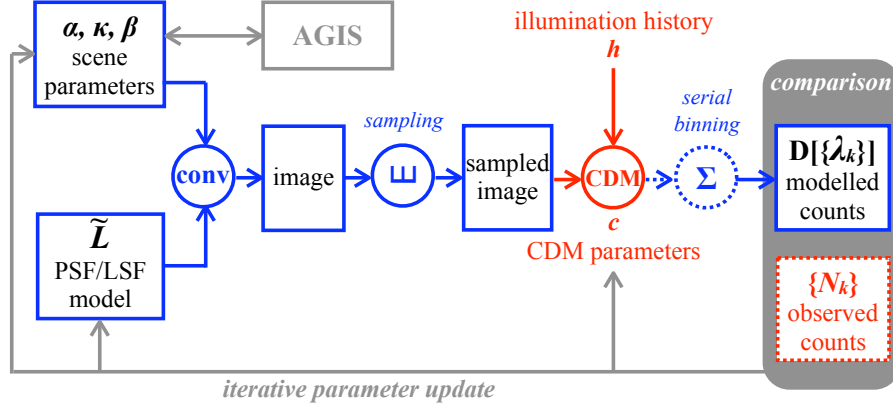 α, κ, β
scene
parameters
AGIS
illumination history
h
comparison
sampling
serial
binning
conv
image
Ш
sampled
image
CDM
Σ
D[{λₖ}]
modelled
counts
c
CDM parameters
L̃
PSF/LSF
model
{Nₖ}
observed
counts
iterative parameter update